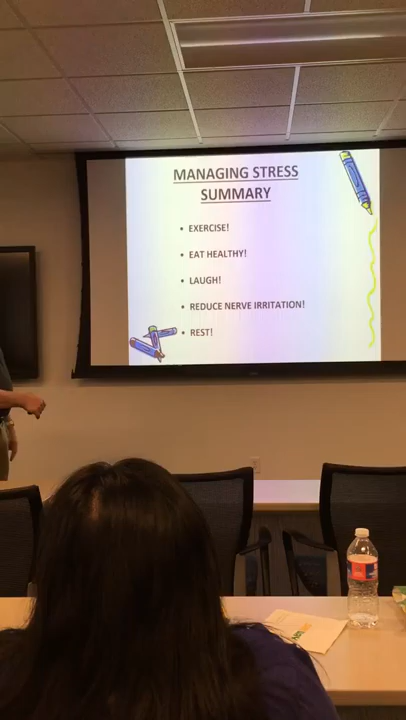 MANAGING STRESS
SUMMARY
• EXERCISE!
• EAT HEALTHY!
• LAUGH!
• REDUCE NERVE IRRITATION!
• REST!